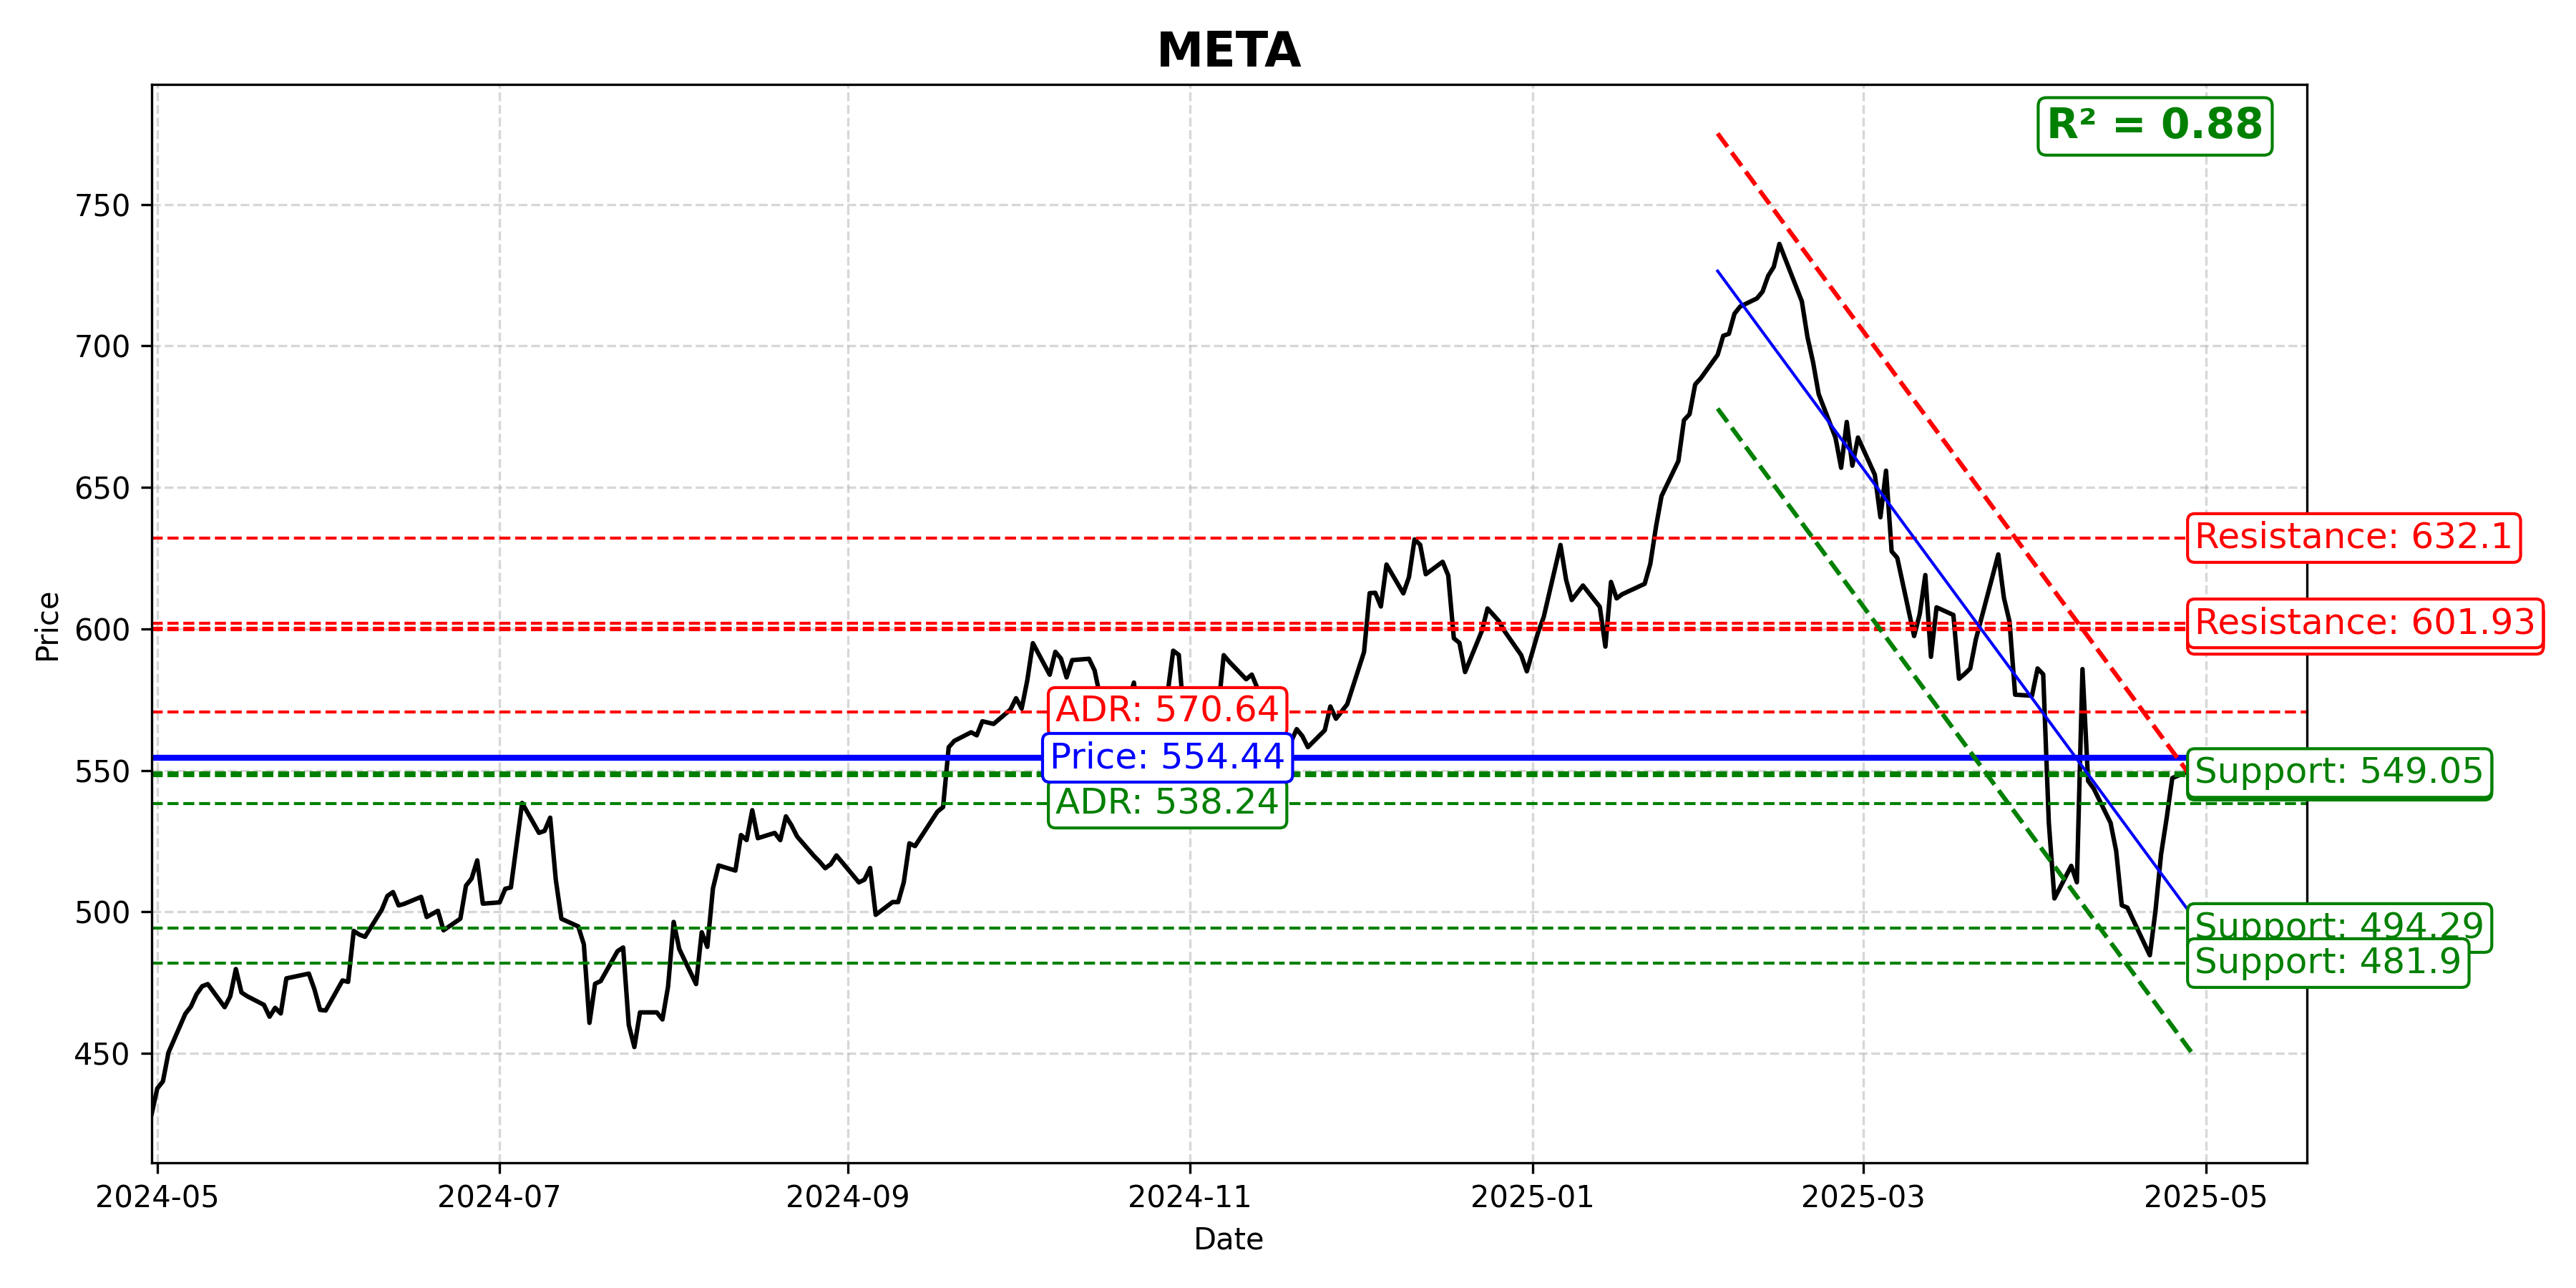 META
R² = 0.88
Price
750
700
650
600
550
500
450
Resistance: 632.1
Resistance: 601.93
ADR: 570.64
Price: 554.44
ADR: 538.24
Support: 549.05
Support: 494.29
Support: 481.9
2024-05
2024-07
2024-09
2024-11
2025-01
2025-03
2025-05
Date